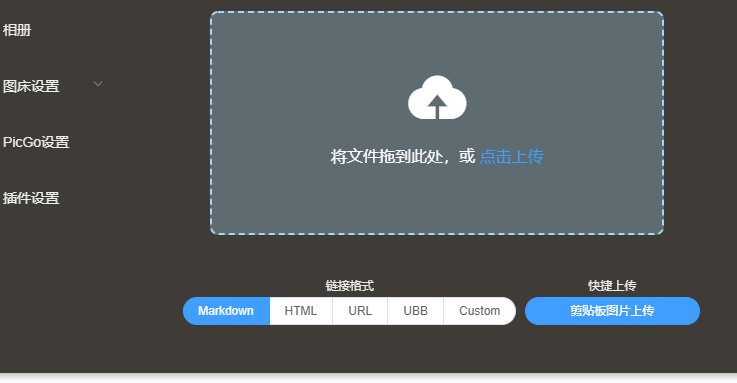 相册
图床设置
PicGo设置
插件设置
将文件拖到此处，或 点击上传
链接格式
快捷上传
Markdown HTML URL UBB Custom
剪贴板图片上传